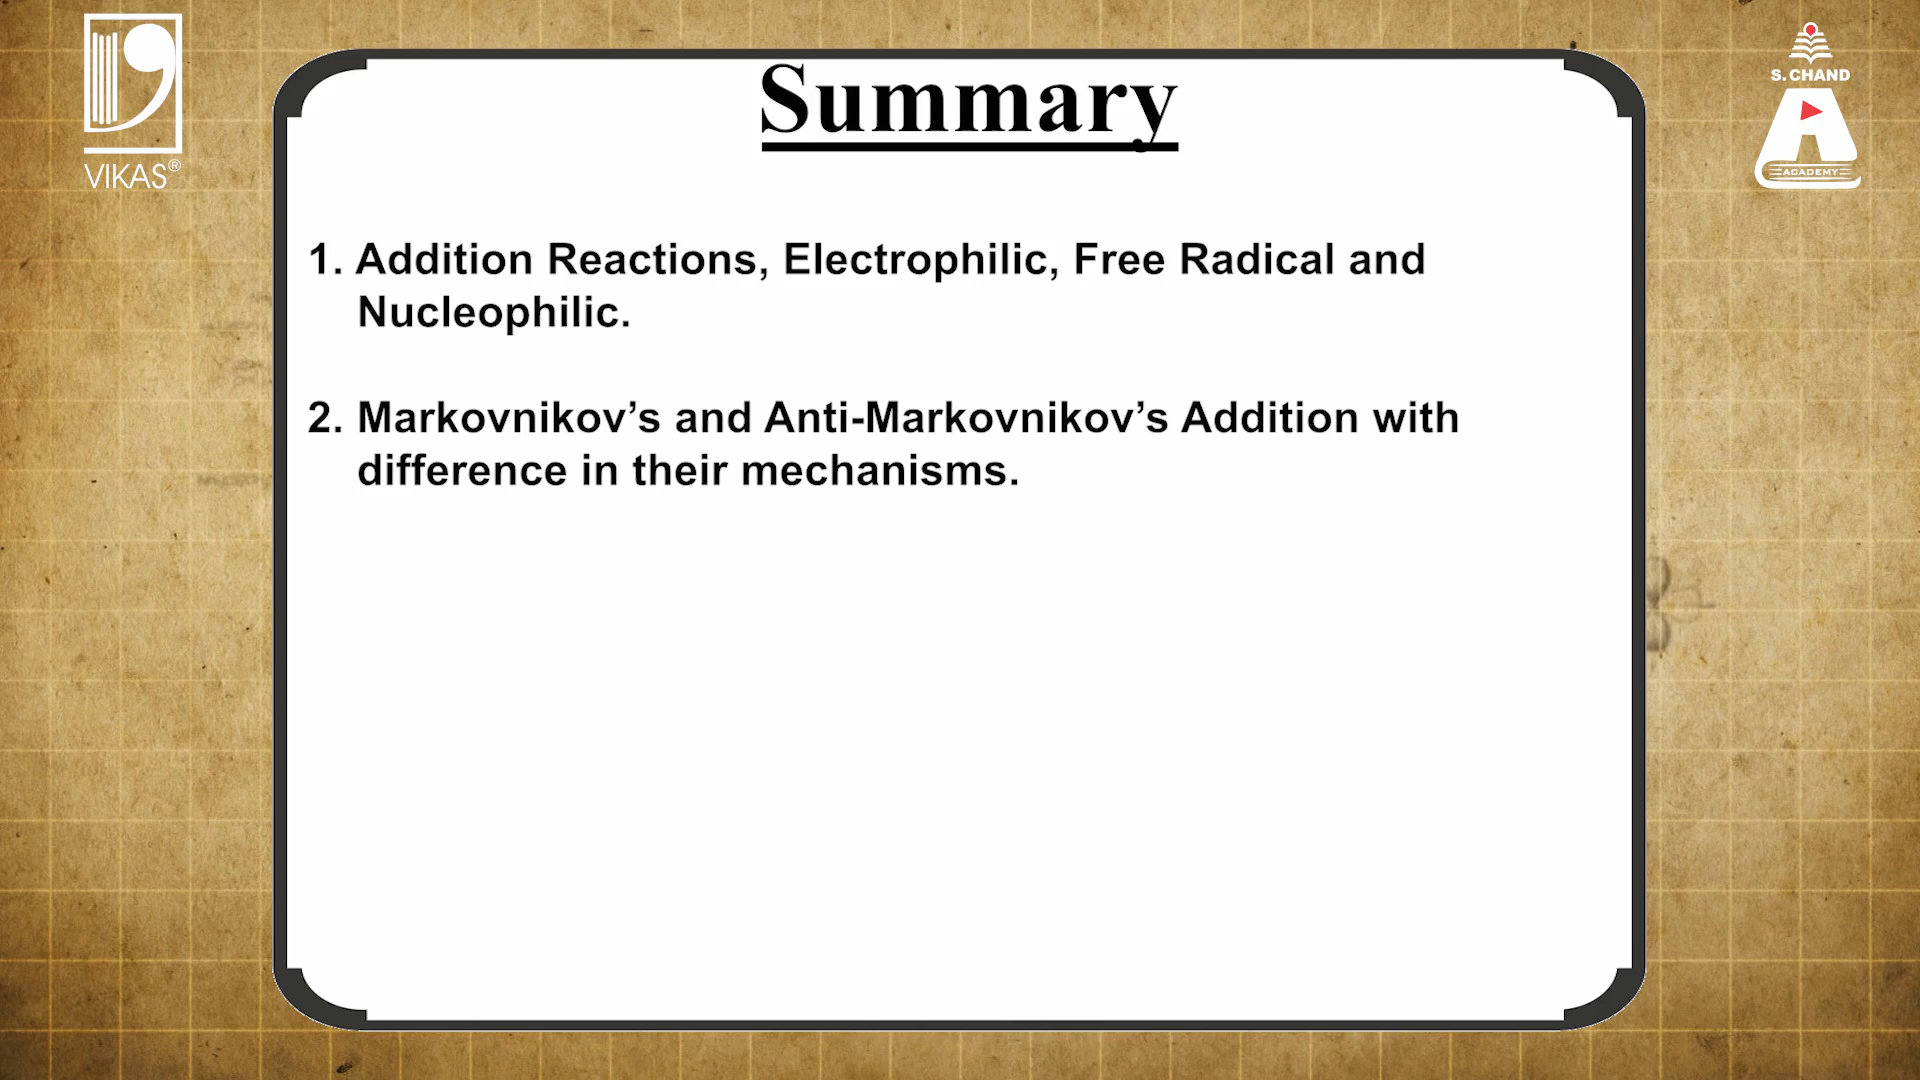 VIKAS®
S. CHAND
ACADEMY
Summary
1. Addition Reactions, Electrophilic, Free Radical and
Nucleophilic.
2. Markovnikov’s and Anti-Markovnikov’s Addition with
difference in their mechanisms.